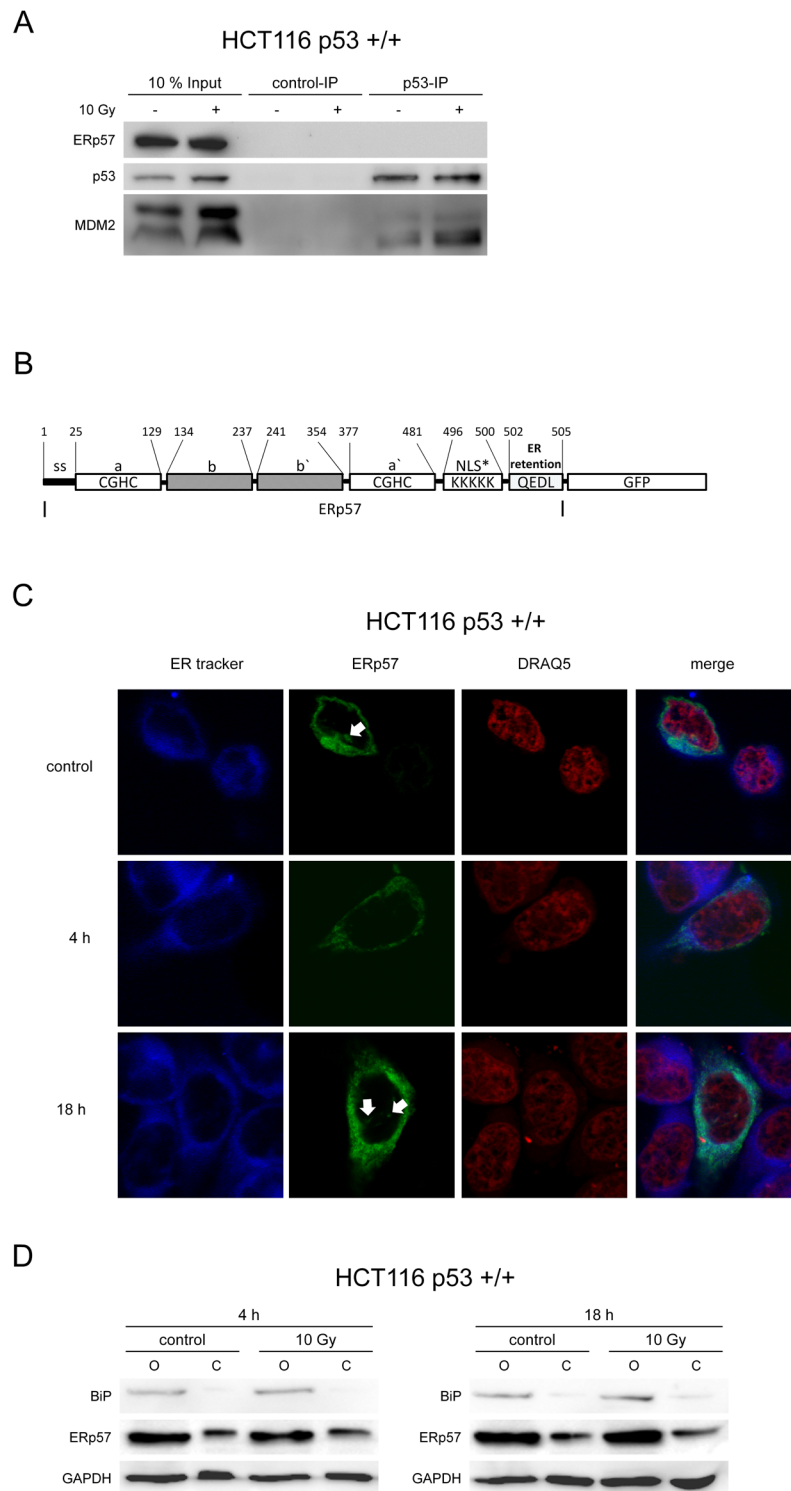 A
HCT116 p53 +/+
10 % Input control-IP p53-IP
10 Gy - + - + - +
ERp57
p53
MDM2
B
1 25 129 134 237 241 354 377 481 496 500 502 505
ss a b b` a` NLS* ER retention
CGHC CGHC KKKKK QEDL GFP
ERp57
C
HCT116 p53 +/+
ER tracker ERp57 DRAQ5 merge
control
4 h
18 h
D
HCT116 p53 +/+
4 h 18 h
control 10 Gy control 10 Gy
O C O C O C O C
BiP BiP
ERp57 ERp57
GAPDH GAPDH